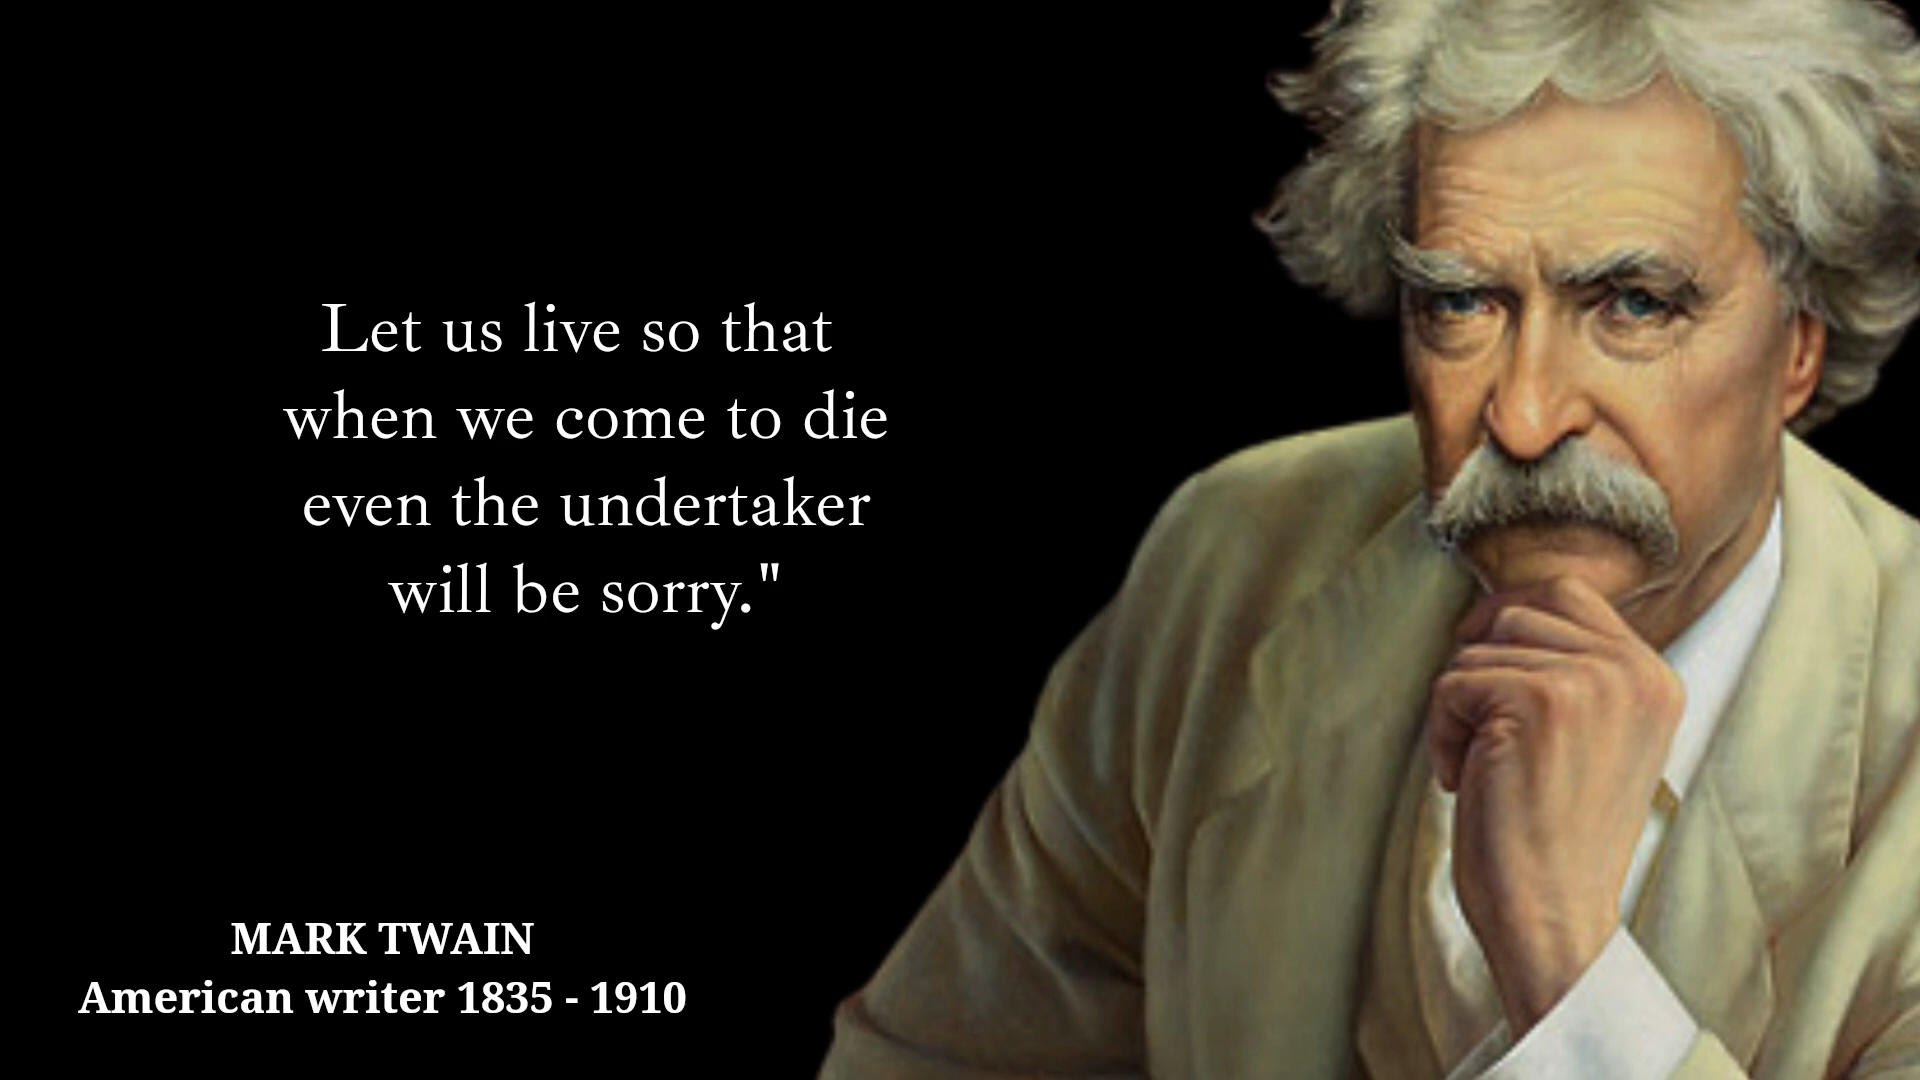 Let us live so that
when we come to die
even the undertaker
will be sorry."
MARK TWAIN
American writer 1835 - 1910